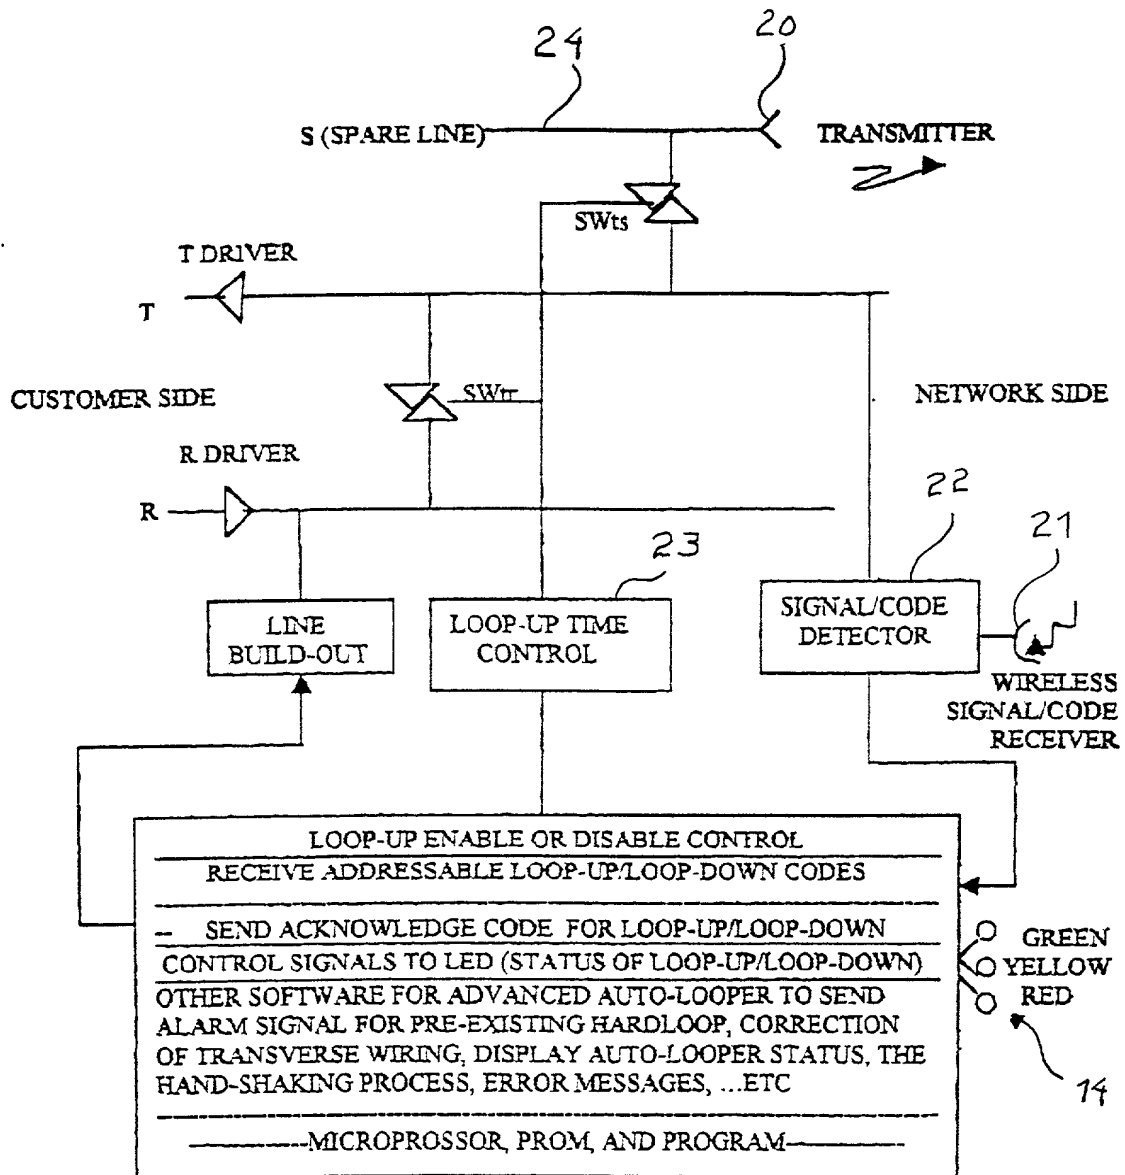 24
20
S (SPARE LINE)
TRANSMITTER
SWts
T DRIVER
T
CUSTOMER SIDE
SWtr
NETWORK SIDE
R DRIVER
R
22
23
21
LINE
BUILD-OUT
LOOP-UP TIME
CONTROL
SIGNAL/CODE
DETECTOR
WIRELESS
SIGNAL/CODE
RECEIVER
LOOP-UP ENABLE OR DISABLE CONTROL
RECEIVE ADDRESSABLE LOOP-UP/LOOP-DOWN CODES
– SEND ACKNOWLEDGE CODE FOR LOOP-UP/LOOP-DOWN
CONTROL SIGNALS TO LED (STATUS OF LOOP-UP/LOOP-DOWN)
OTHER SOFTWARE FOR ADVANCED AUTO-LOOPER TO SEND
ALARM SIGNAL FOR PRE-EXISTING HARDLOOP, CORRECTION
OF TRANSVERSE WIRING, DISPLAY AUTO-LOOPER STATUS, THE
HAND-SHAKING PROCESS, ERROR MESSAGES, ...ETC
MICROPROSSOR, PROM, AND PROGRAM
GREEN
YELLOW
RED
14